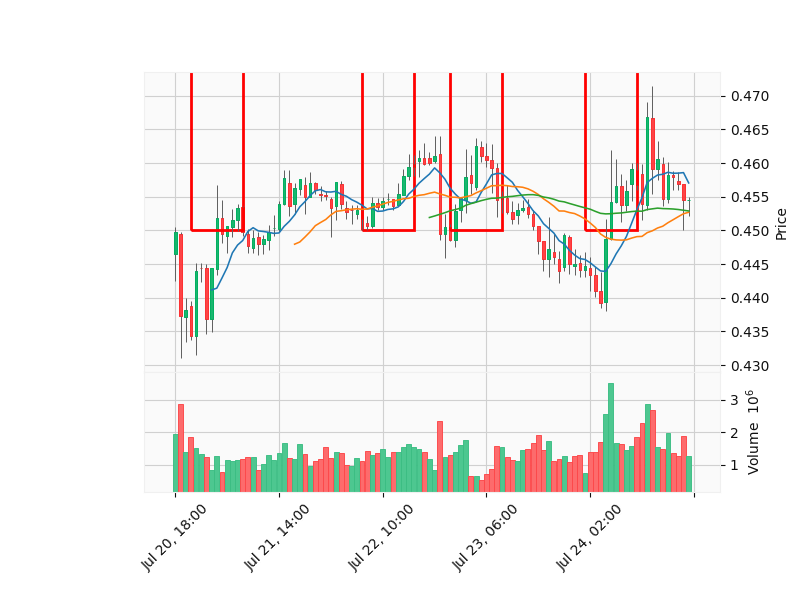 0.470
0.465
0.460
0.455
0.450
0.445
0.440
0.435
0.430
Price
3
2
1
Volume 10^6
Jul 20, 18:00
Jul 21, 14:00
Jul 22, 10:00
Jul 23, 06:00
Jul 24, 02:00